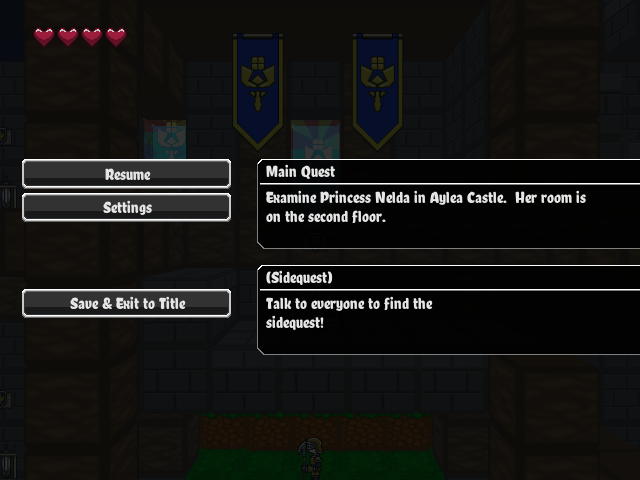 Resume
Settings
Save & Exit to Title
Main Quest
Examine Princess Nelda in Aylea Castle.  Her room is
on the second floor.
(Sidequest)
Talk to everyone to find the
sidequest!